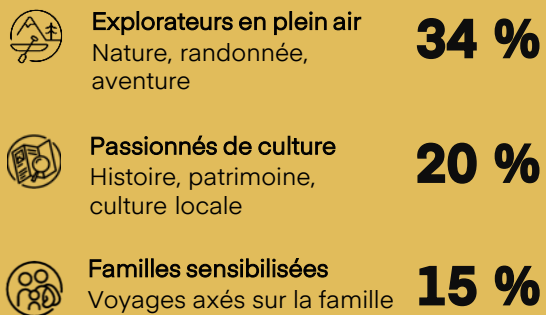 Explorateurs en plein air
34 %
Nature, randonnée,
aventure
Passionnés de culture
20 %
Histoire, patrimoine,
culture locale
Familles sensibilisées
15 %
Voyages axés sur la famille